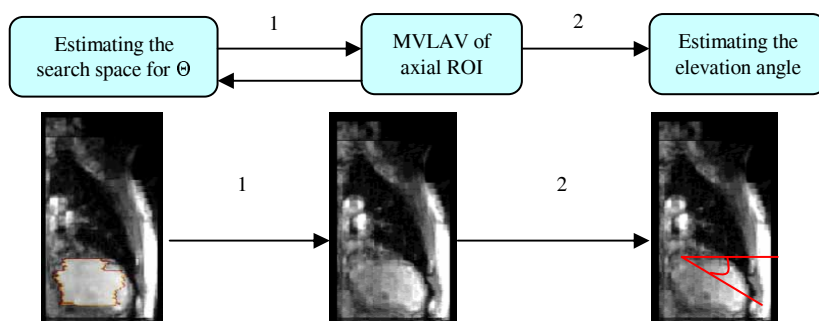 1
2
Estimating the
search space for Θ
MVLAV of
axial ROI
Estimating the
elevation angle
1
2